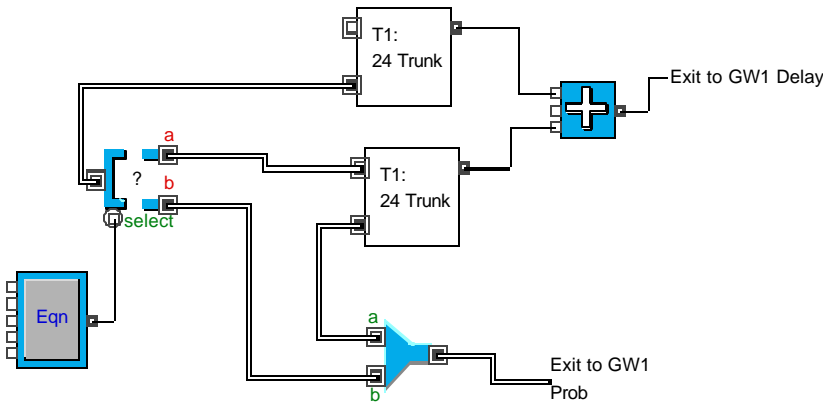 T1:
24 Trunk
Exit to GW1 Delay
a
?
b
select
T1:
24 Trunk
Eqn
a
b
Exit to GW1
Prob